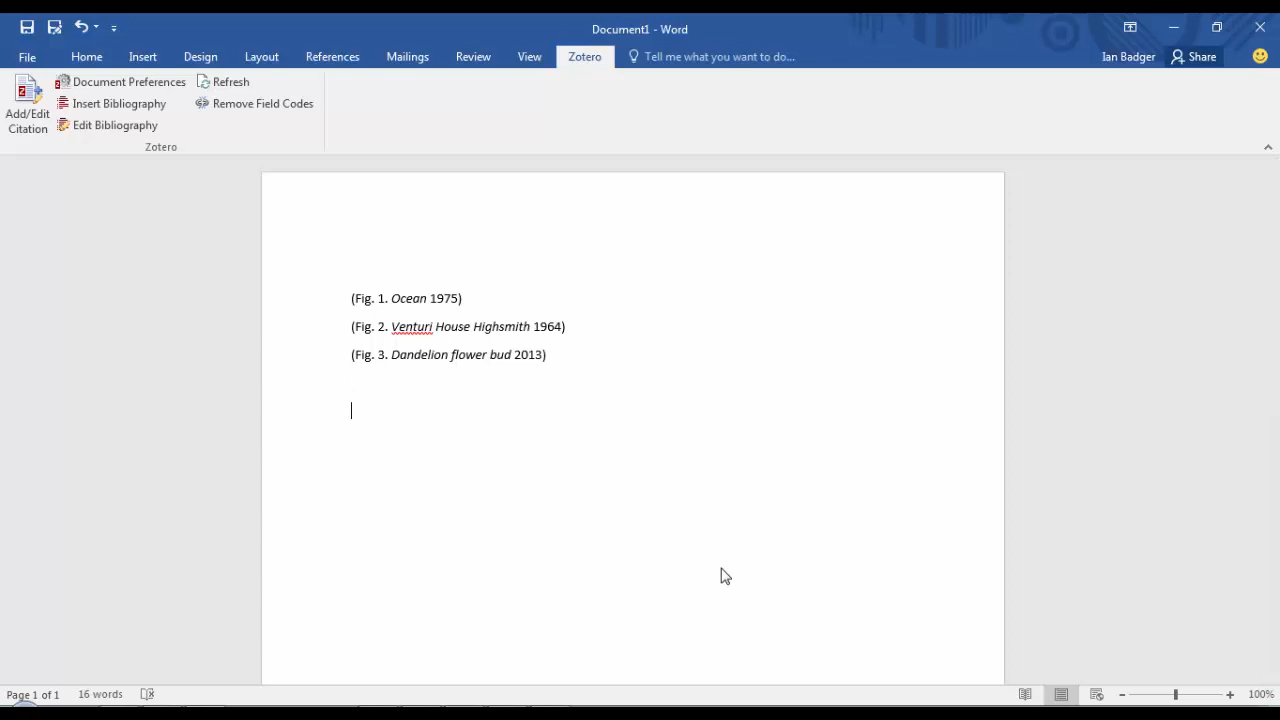 Document1 - Word
File Home Insert Design Layout References Mailings Review View Zotero Tell me what you want to do... Ian Badger Share
Add/Edit Citation
Document Preferences Refresh
Insert Bibliography Remove Field Codes
Edit Bibliography
Zotero
(Fig. 1. Ocean 1975)
(Fig. 2. Venturi House Highsmith 1964)
(Fig. 3. Dandelion flower bud 2013)
Page 1 of 1 16 words 100%